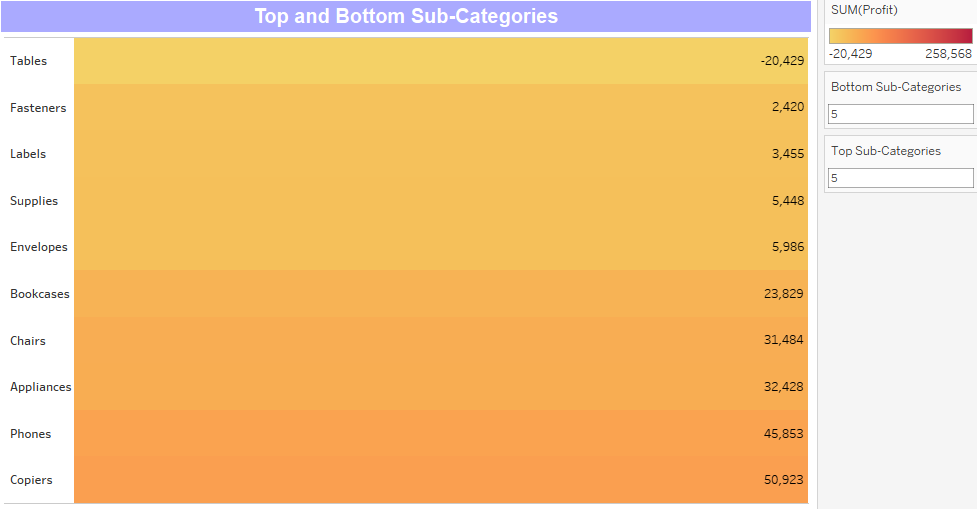 Top and Bottom Sub-Categories
Tables -20,429
Fasteners 2,420
Labels 3,455
Supplies 5,448
Envelopes 5,986
Bookcases 23,829
Chairs 31,484
Appliances 32,428
Phones 45,853
Copiers 50,923
SUM(Profit)
-20,429 258,568
Bottom Sub-Categories
5
Top Sub-Categories
5